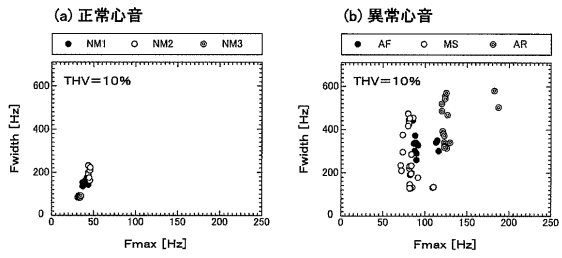 (a) 正常心音
NM1 NM2 NM3
THV=10%
Fwidth [Hz]
600
400
200
0
0 50 100 150 200 250
Fmax [Hz]
(b) 異常心音
AF MS AR
THV=10%
Fwidth [Hz]
600
400
200
0
0 50 100 150 200 250
Fmax [Hz]